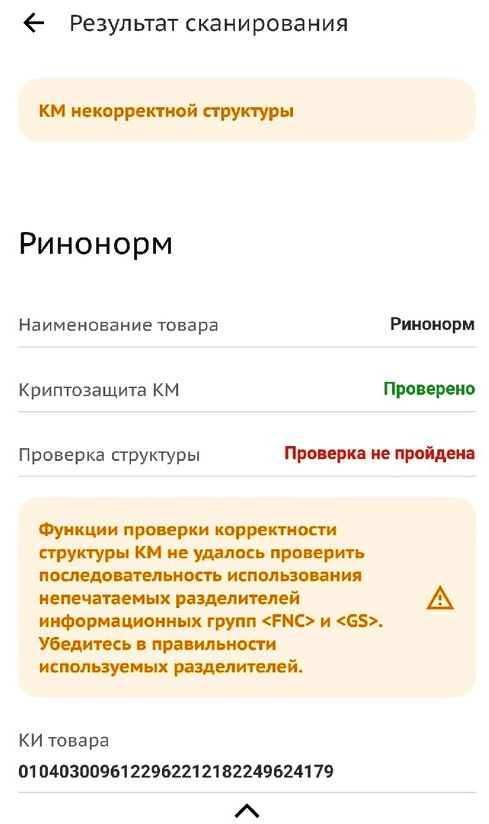 Результат сканирования
КМ некорректной структуры
Ринонорм
Наименование товара Ринонорм
Криптозащита КМ Проверено
Проверка структуры Проверка не пройдена
Функции проверки корректности
структуры КМ не удалось проверить
последовательность использования
непечатаемых разделителей
информационных групп <FNC> и <GS>.
Убедитесь в правильности
используемых разделителей.
КИ товара
0104030096122962212182249624179